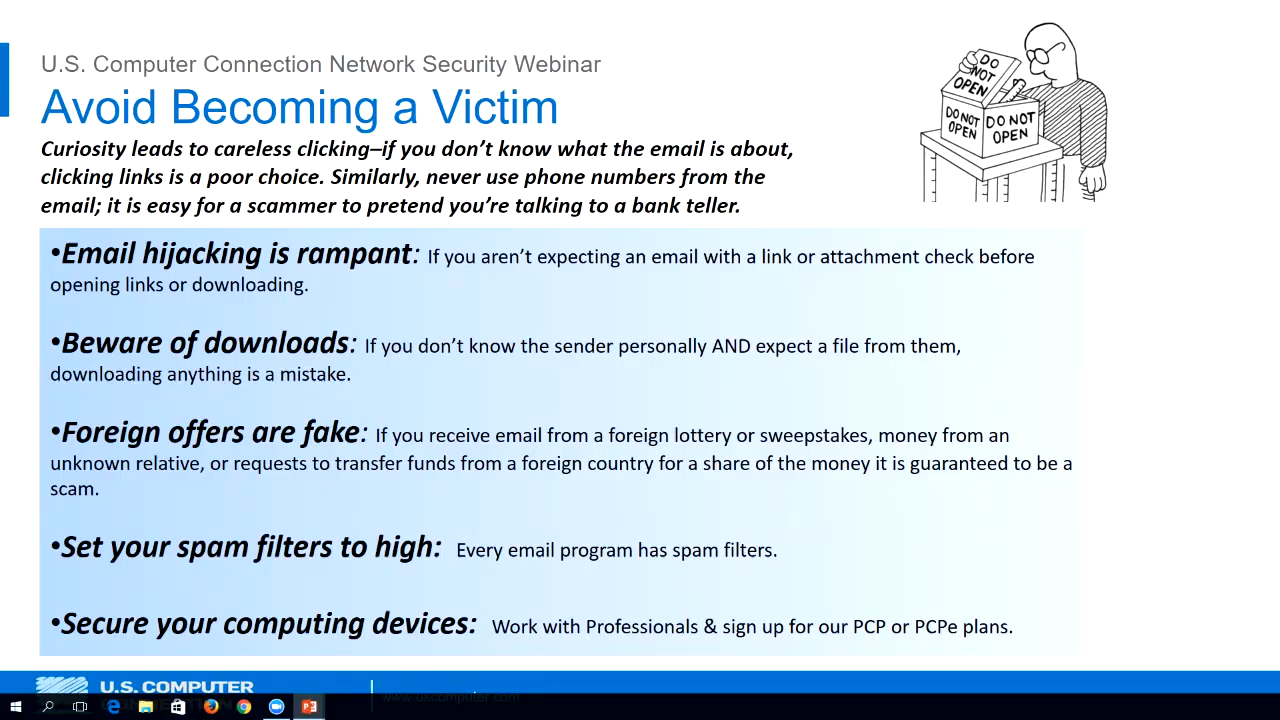 U.S. Computer Connection Network Security Webinar
Avoid Becoming a Victim
Curiosity leads to careless clicking–if you don’t know what the email is about,
clicking links is a poor choice. Similarly, never use phone numbers from the
email; it is easy for a scammer to pretend you’re talking to a bank teller.
DO
NOT
OPEN
DO NOT
OPEN
DO NOT
OPEN
•Email hijacking is rampant: If you aren’t expecting an email with a link or attachment check before
opening links or downloading.
•Beware of downloads: If you don’t know the sender personally AND expect a file from them,
downloading anything is a mistake.
•Foreign offers are fake: If you receive email from a foreign lottery or sweepstakes, money from an
unknown relative, or requests to transfer funds from a foreign country for a share of the money it is guaranteed to be a
scam.
•Set your spam filters to high: Every email program has spam filters.
•Secure your computing devices: Work with Professionals & sign up for our PCP or PCPe plans.
U.S. COMPUTER
www.uscomputer.com